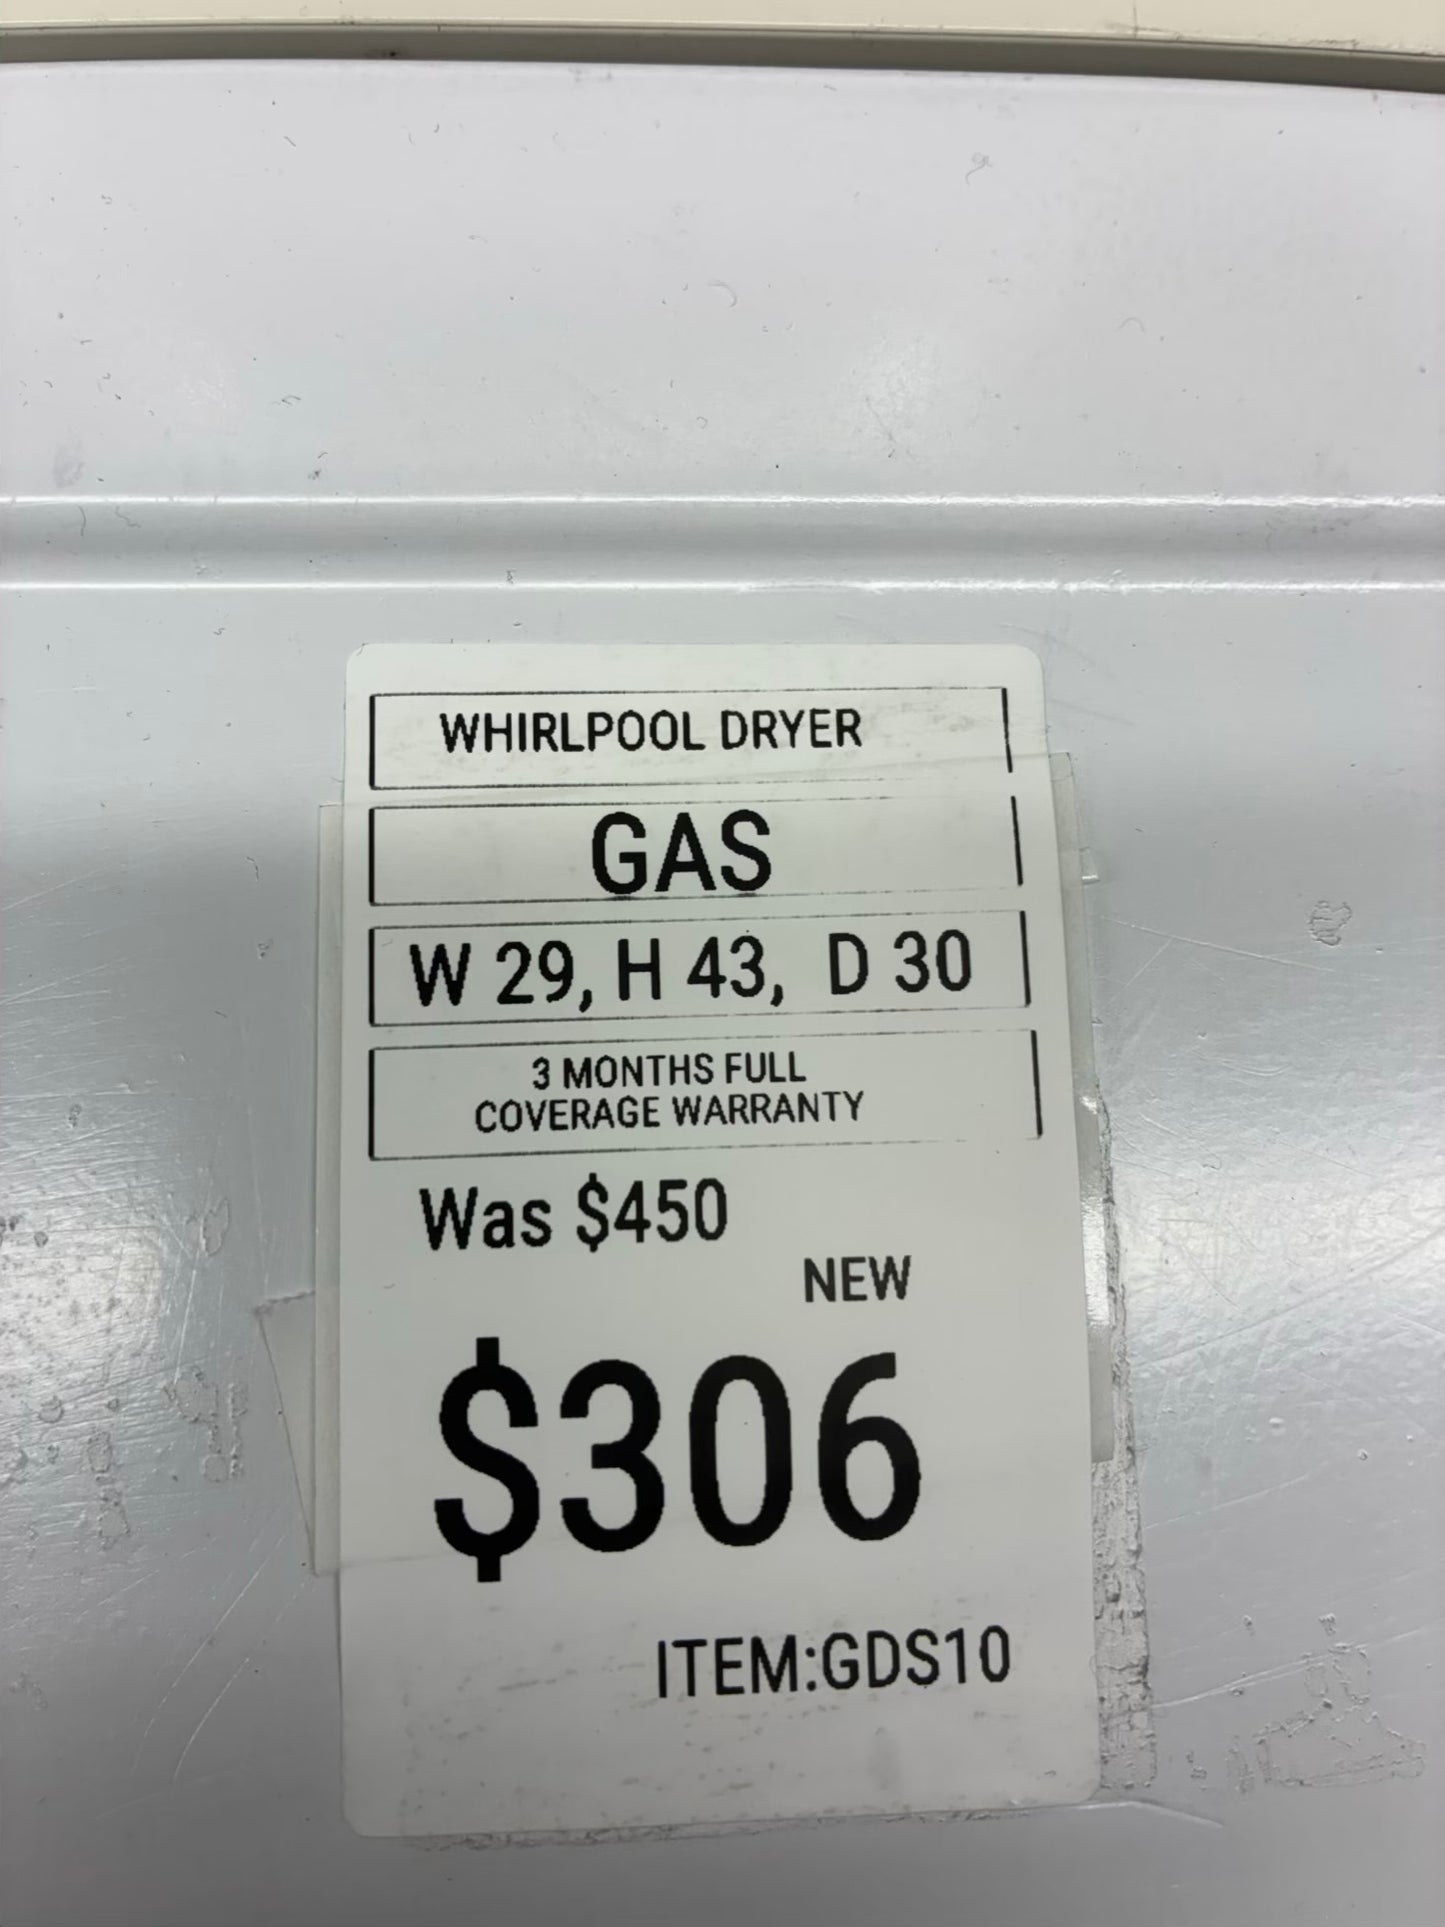 WHIRLPOOL DRYER
GAS
W 29, H 43, D 30
3 MONTHS FULL
COVERAGE WARRANTY
Was $450
NEW
$306
ITEM:GDS10